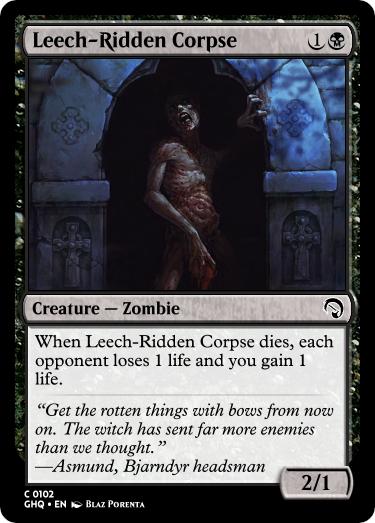 Leech-Ridden Corpse 1
Creature — Zombie
When Leech-Ridden Corpse dies, each
opponent loses 1 life and you gain 1
life.
“Get the rotten things with bows from now
on. The witch has sent far more enemies
than we thought.”
—Asmund, Bjarndyr headsman
2/1
C 0102
GHQ • EN Blaz Porenta